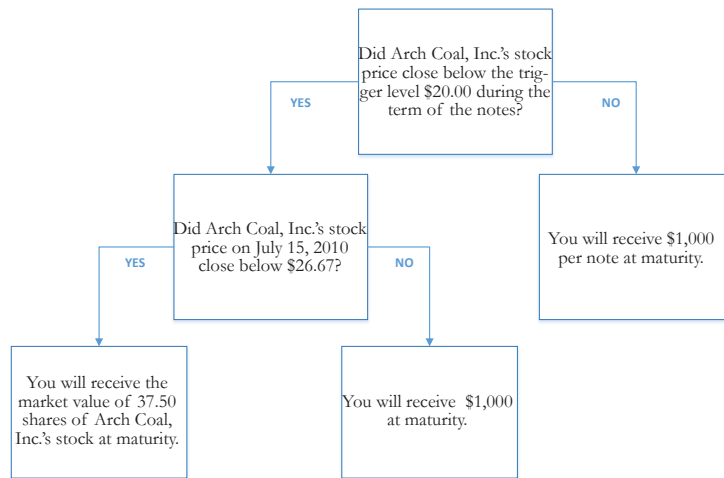 Did Arch Coal, Inc.'s stock
price close below the trig-
ger level $20.00 during the
term of the notes?
YES
NO
Did Arch Coal, Inc.'s stock
price on July 15, 2010
close below $26.67?
You will receive $1,000
per note at maturity.
YES
NO
You will receive the
market value of 37.50
shares of Arch Coal,
Inc.'s stock at maturity.
You will receive $1,000
at maturity.